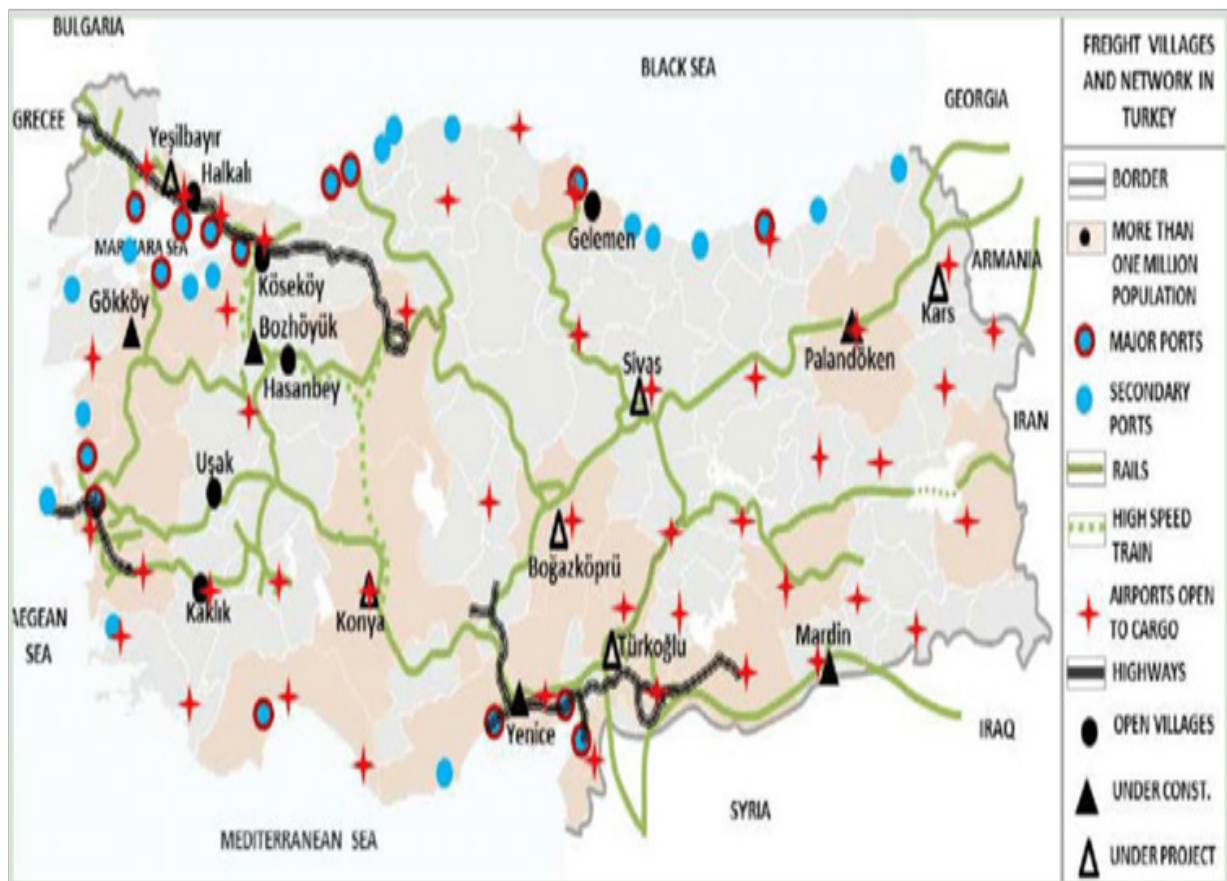 BULGARIA
BLACK SEA
GEORGIA
GRECEE
Yeşilbayır
Halkalı
Gelemen
MARMARA SEA
ARMANIA
Köseköy
Kars
Gökköy
Bozhöyük
Palandöken
Hasanbey
Sivas
IRAN
Uşak
Boğazköprü
Kaklık
Konya
AEGEAN
SEA
Türkoğlu
Mardin
Yenice
IRAQ
SYRIA
MEDITERRANEAN SEA
FREIGHT VILLAGES
AND NETWORK IN
TURKEY
BORDER
MORE THAN
ONE MILLION
POPULATION
MAJOR PORTS
SECONDARY
PORTS
RAILS
HIGH SPEED
TRAIN
AIRPORTS OPEN
TO CARGO
HIGHWAYS
OPEN VILLAGES
UNDER CONST.
UNDER PROJECT